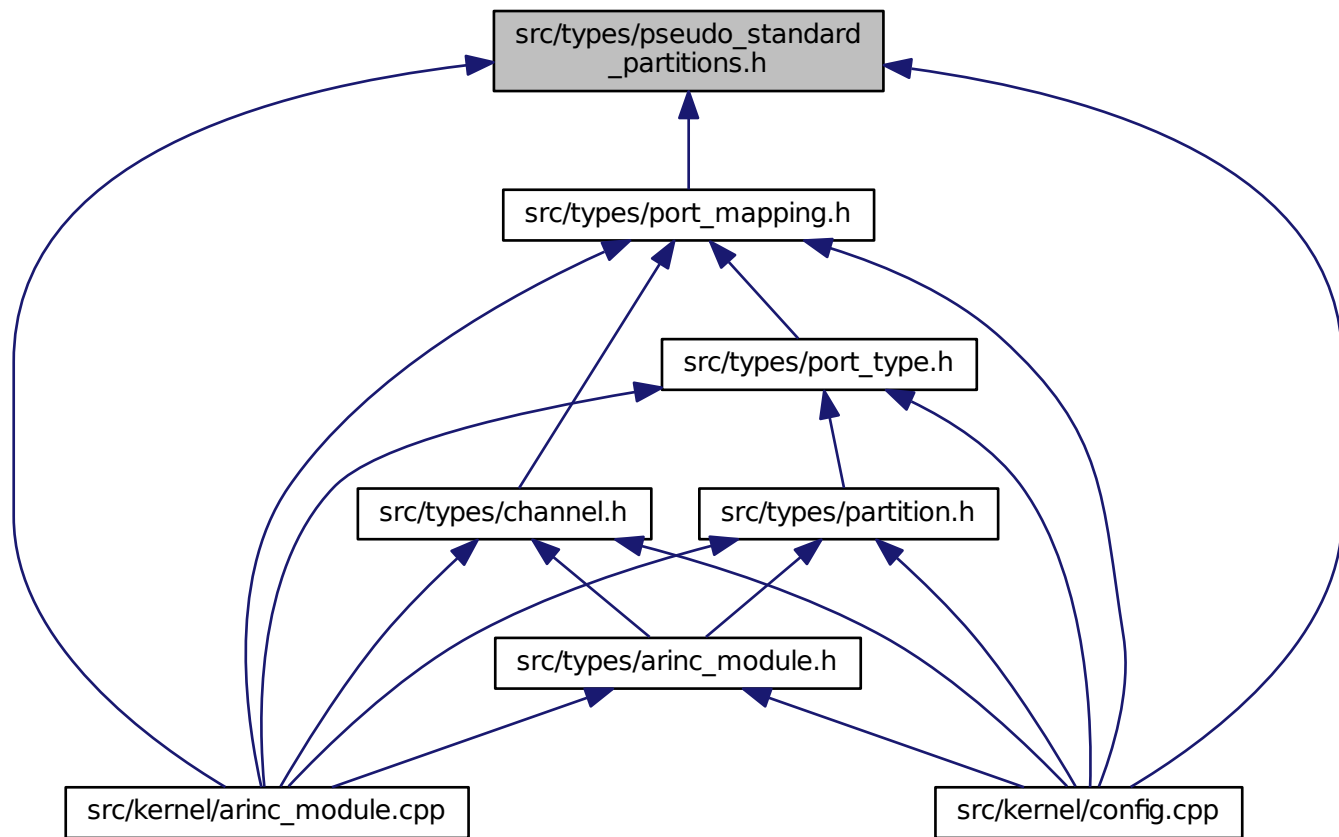 src/types/pseudo_standard
_partitions.h
src/types/port_mapping.h
src/types/port_type.h
src/types/channel.h
src/types/partition.h
src/types/arinc_module.h
src/kernel/arinc_module.cpp
src/kernel/config.cpp